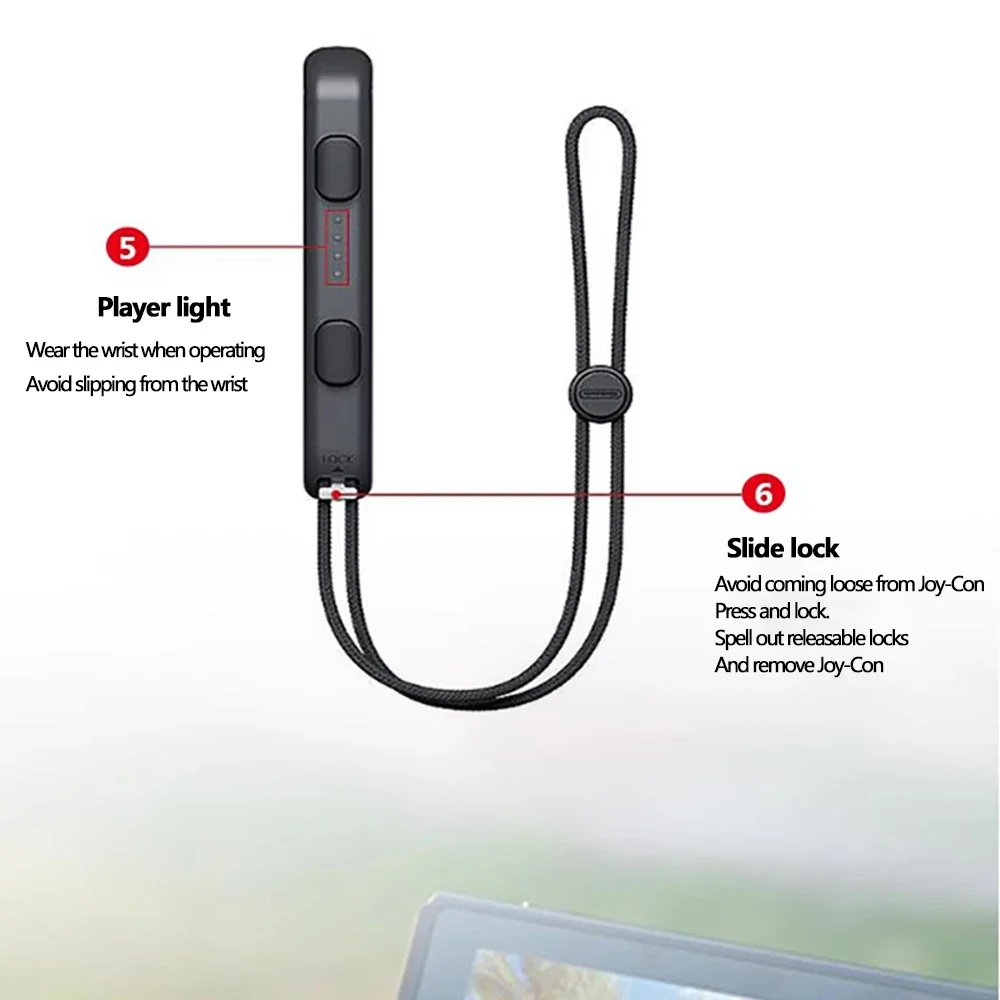 5
Player light
Wear the wrist when operating
Avoid slipping from the wrist
LOCK
6
Slide lock
Avoid coming loose from Joy-Con
Press and lock.
Spell out releasable locks
And remove Joy-Con